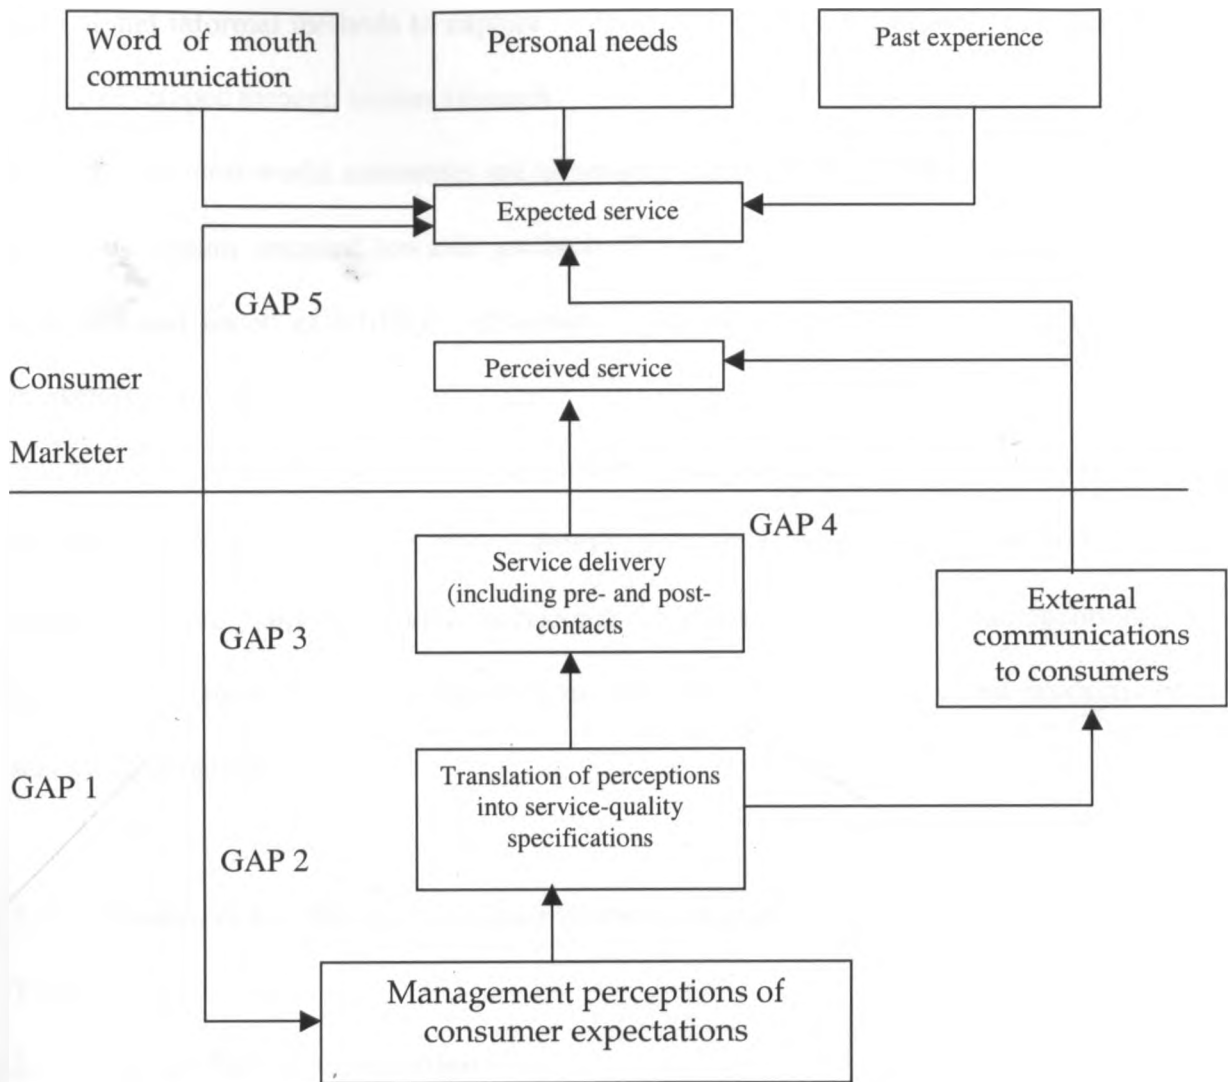 Word of mouth
communication
Personal needs
Past experience
Expected service
GAP 5
Perceived service
Consumer
Marketer
GAP 4
Service delivery
(including pre- and post-
contacts
External
communications
to consumers
GAP 3
Translation of perceptions
into service-quality
specifications
GAP 1
GAP 2
Management perceptions of
consumer expectations